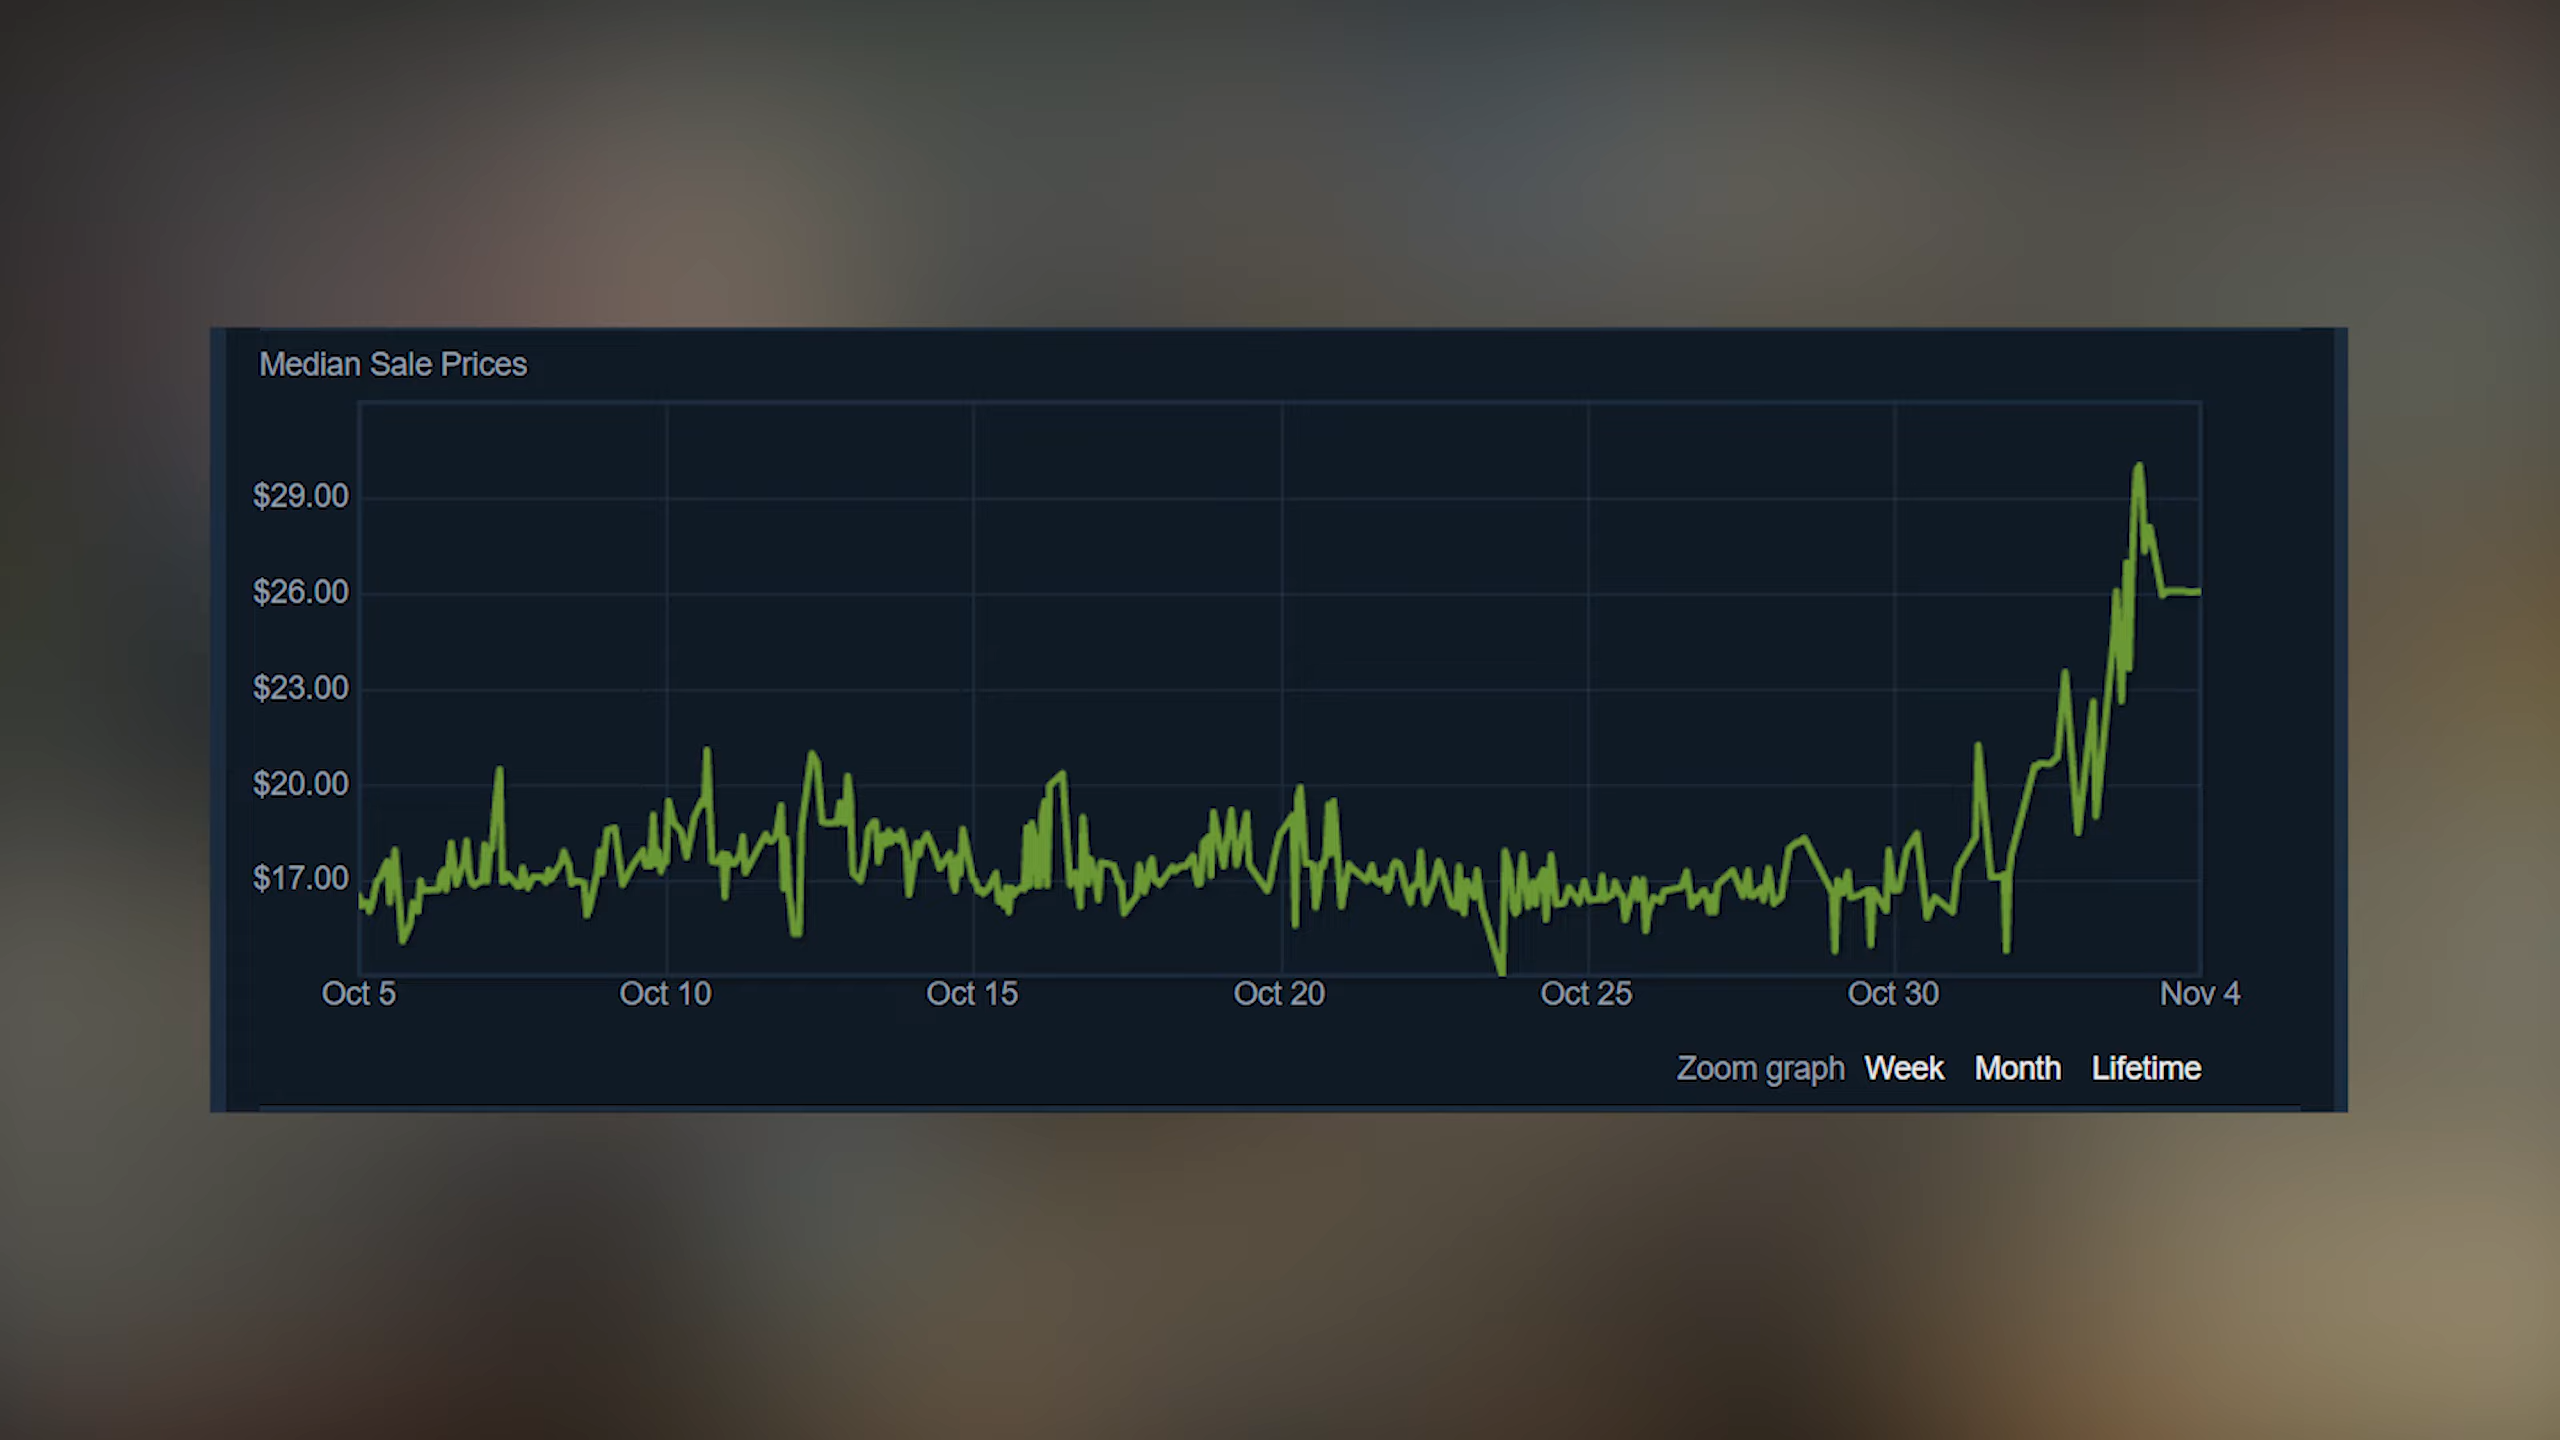 Median Sale Prices
$29.00
$26.00
$23.00
$20.00
$17.00
Oct 5 Oct 10 Oct 15 Oct 20 Oct 25 Oct 30 Nov 4
Zoom graph Week Month Lifetime